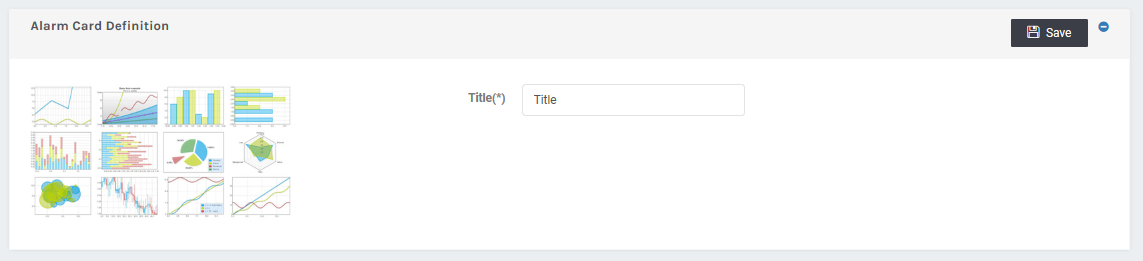 Alarm Card Definition
Save
Title(*)
Title